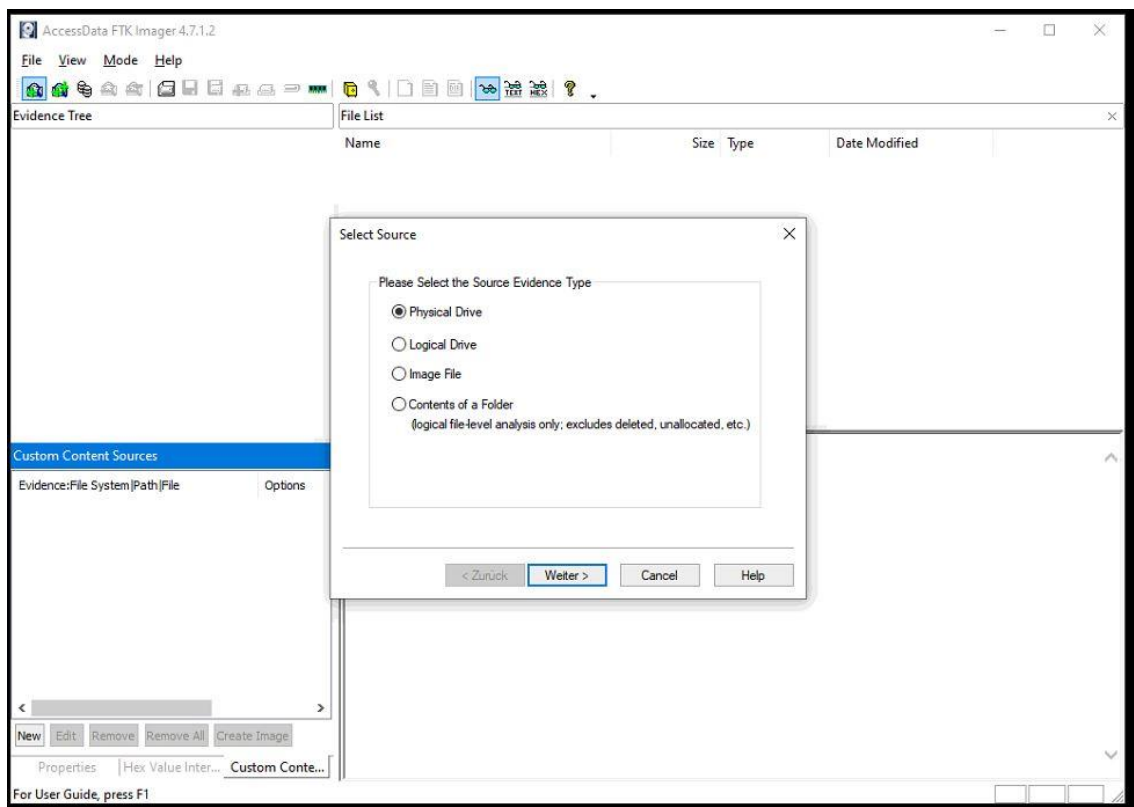 AccessData FTK Imager 4.7.1.2
File View Mode Help
TEXT HEX
Evidence Tree
File List
Name Size Type Date Modified
Select Source
Please Select the Source Evidence Type
Physical Drive
Logical Drive
Image File
Contents of a Folder
(logical file-level analysis only; excludes deleted, unallocated, etc.)
< Zurück Weiter > Cancel Help
Custom Content Sources
Evidence:File System|Path|File Options
New Edit Remove Remove All Create Image
Properties Hex Value Inter... Custom Conte...
For User Guide, press F1